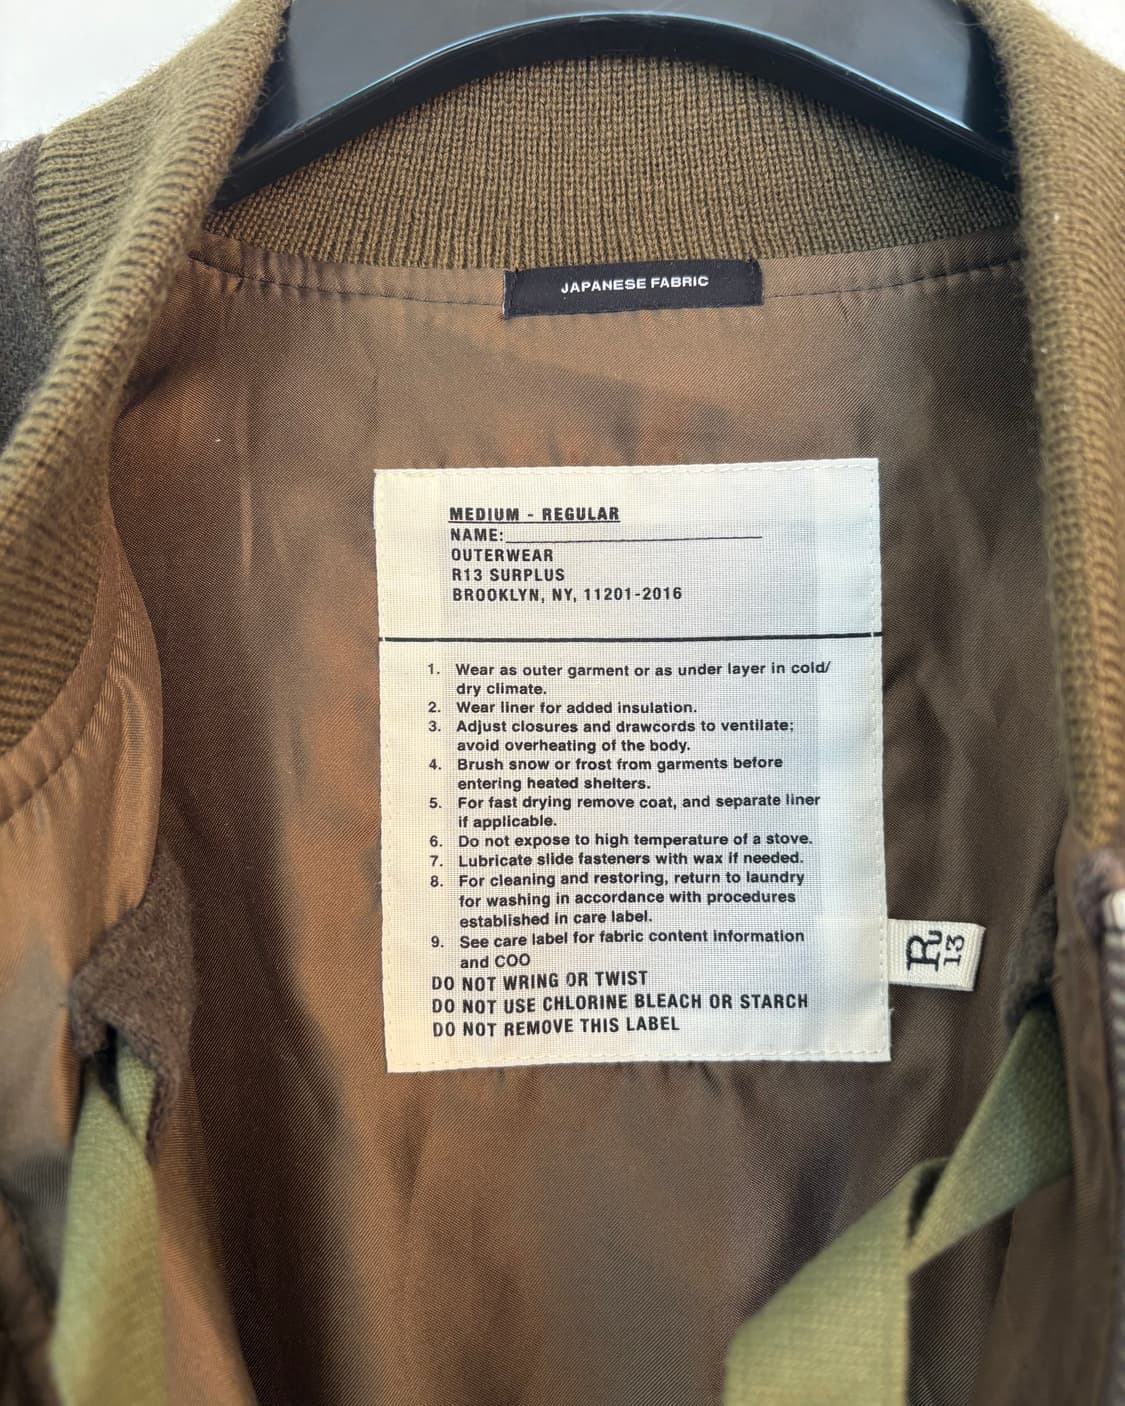 JAPANESE FABRIC
MEDIUM - REGULAR
NAME:
OUTERWEAR
R13 SURPLUS
BROOKLYN, NY, 11201-2016
1. Wear as outer garment or as under layer in cold/
dry climate.
2. Wear liner for added insulation.
3. Adjust closures and drawcords to ventilate;
avoid overheating of the body.
4. Brush snow or frost from garments before
entering heated shelters.
5. For fast drying remove coat, and separate liner
if applicable.
6. Do not expose to high temperature of a stove.
7. Lubricate slide fasteners with wax if needed.
8. For cleaning and restoring, return to laundry
for washing in accordance with procedures
established in care label.
9. See care label for fabric content information
and COO
DO NOT WRING OR TWIST
DO NOT USE CHLORINE BLEACH OR STARCH
DO NOT REMOVE THIS LABEL
R13